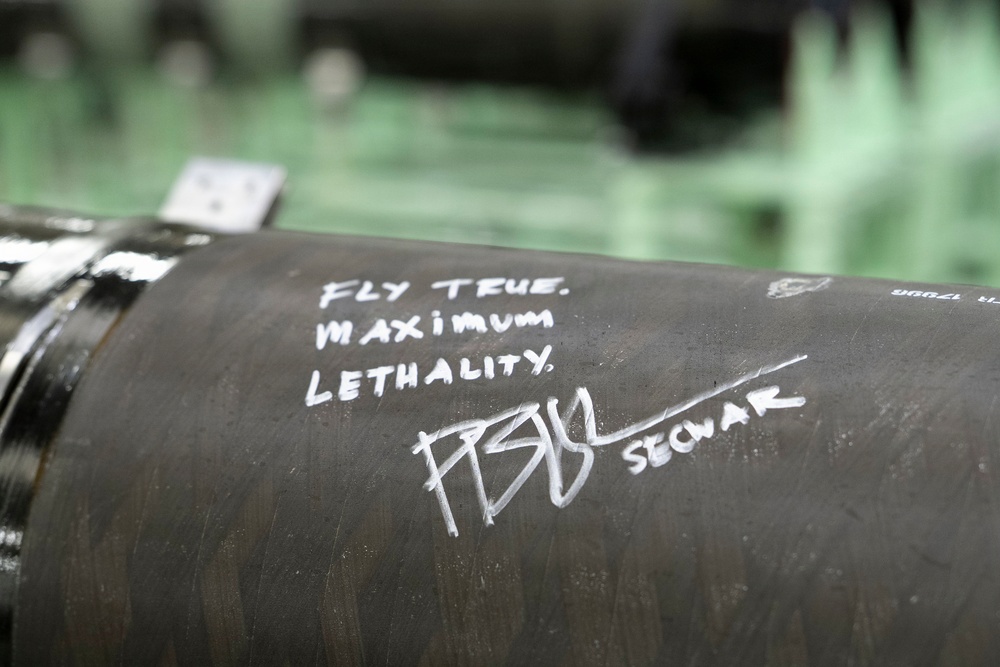 FLY TRUE.
MAXIMUM
LETHALITY.
SECWAR